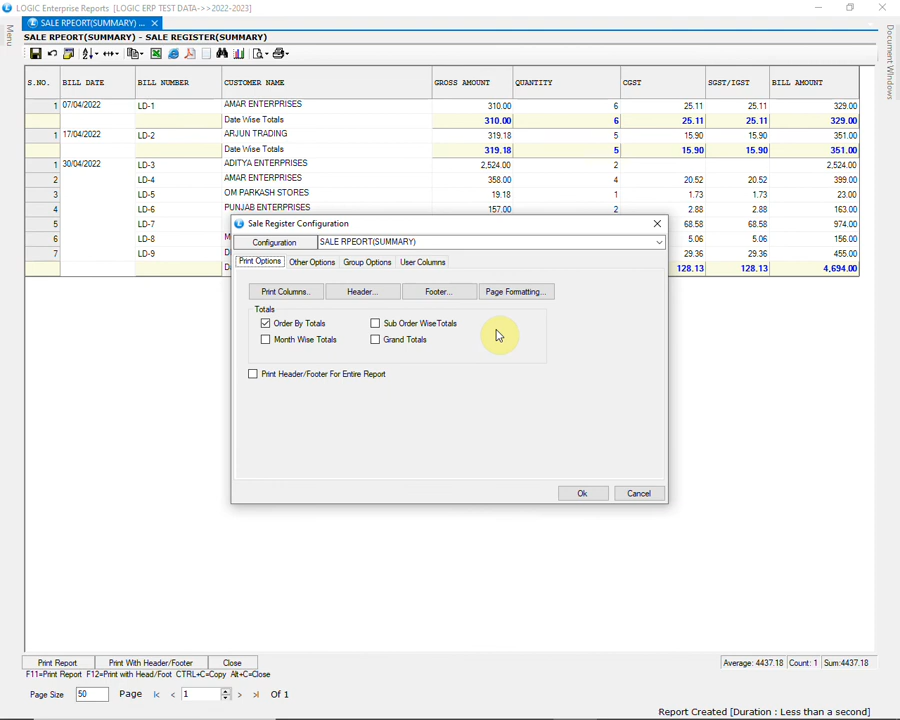 LOGIC Enterprise Reports [LOGIC ERP TEST DATA->>2022-2023]
SALE RPEORT(SUMMARY) ...
Menu
Document Windows
SALE RPEORT(SUMMARY) - SALE REGISTER(SUMMARY)
S.NO. BILL DATE BILL NUMBER CUSTOMER NAME GROSS AMOUNT QUANTITY CGST SGST/IGST BILL AMOUNT
1 07/04/2022 LD-1 AMAR ENTERPRISES 310.00 6 25.11 25.11 329.00
Date Wise Totals 310.00 6 25.11 25.11 329.00
1 17/04/2022 LD-2 ARJUN TRADING 319.18 5 15.90 15.90 351.00
Date Wise Totals 319.18 5 15.90 15.90 351.00
1 30/04/2022 LD-3 ADITYA ENTERPRISES 2,524.00 2 2,524.00
2 LD-4 AMAR ENTERPRISES 358.00 4 20.52 20.52 399.00
3 LD-5 OM PARKASH STORES 19.18 1 1.73 1.73 23.00
4 LD-6 PUNJAB ENTERPRISES 157.00 2 2.88 2.88 163.00
5 LD-7 68.58 68.58 974.00
6 LD-8 5.06 5.06 156.00
7 LD-9 29.36 29.36 455.00
128.13 128.13 4,694.00
Sale Register Configuration
Configuration SALE RPEORT(SUMMARY)
Print Options Other Options Group Options User Columns
Print Columns.. Header... Footer... Page Formatting...
Totals
Order By Totals Sub Order Wise Totals
Month Wise Totals Grand Totals
Print Header/Footer For Entire Report
Ok Cancel
Print Report Print With Header/Footer Close
Average: 4437.18 Count: 1 Sum:4437.18
F11=Print Report F12=Print with Head/Foot CTRL+C=Copy Alt+C=Close
Page Size 50 Page 1 Of 1
Report Created [Duration : Less than a second]